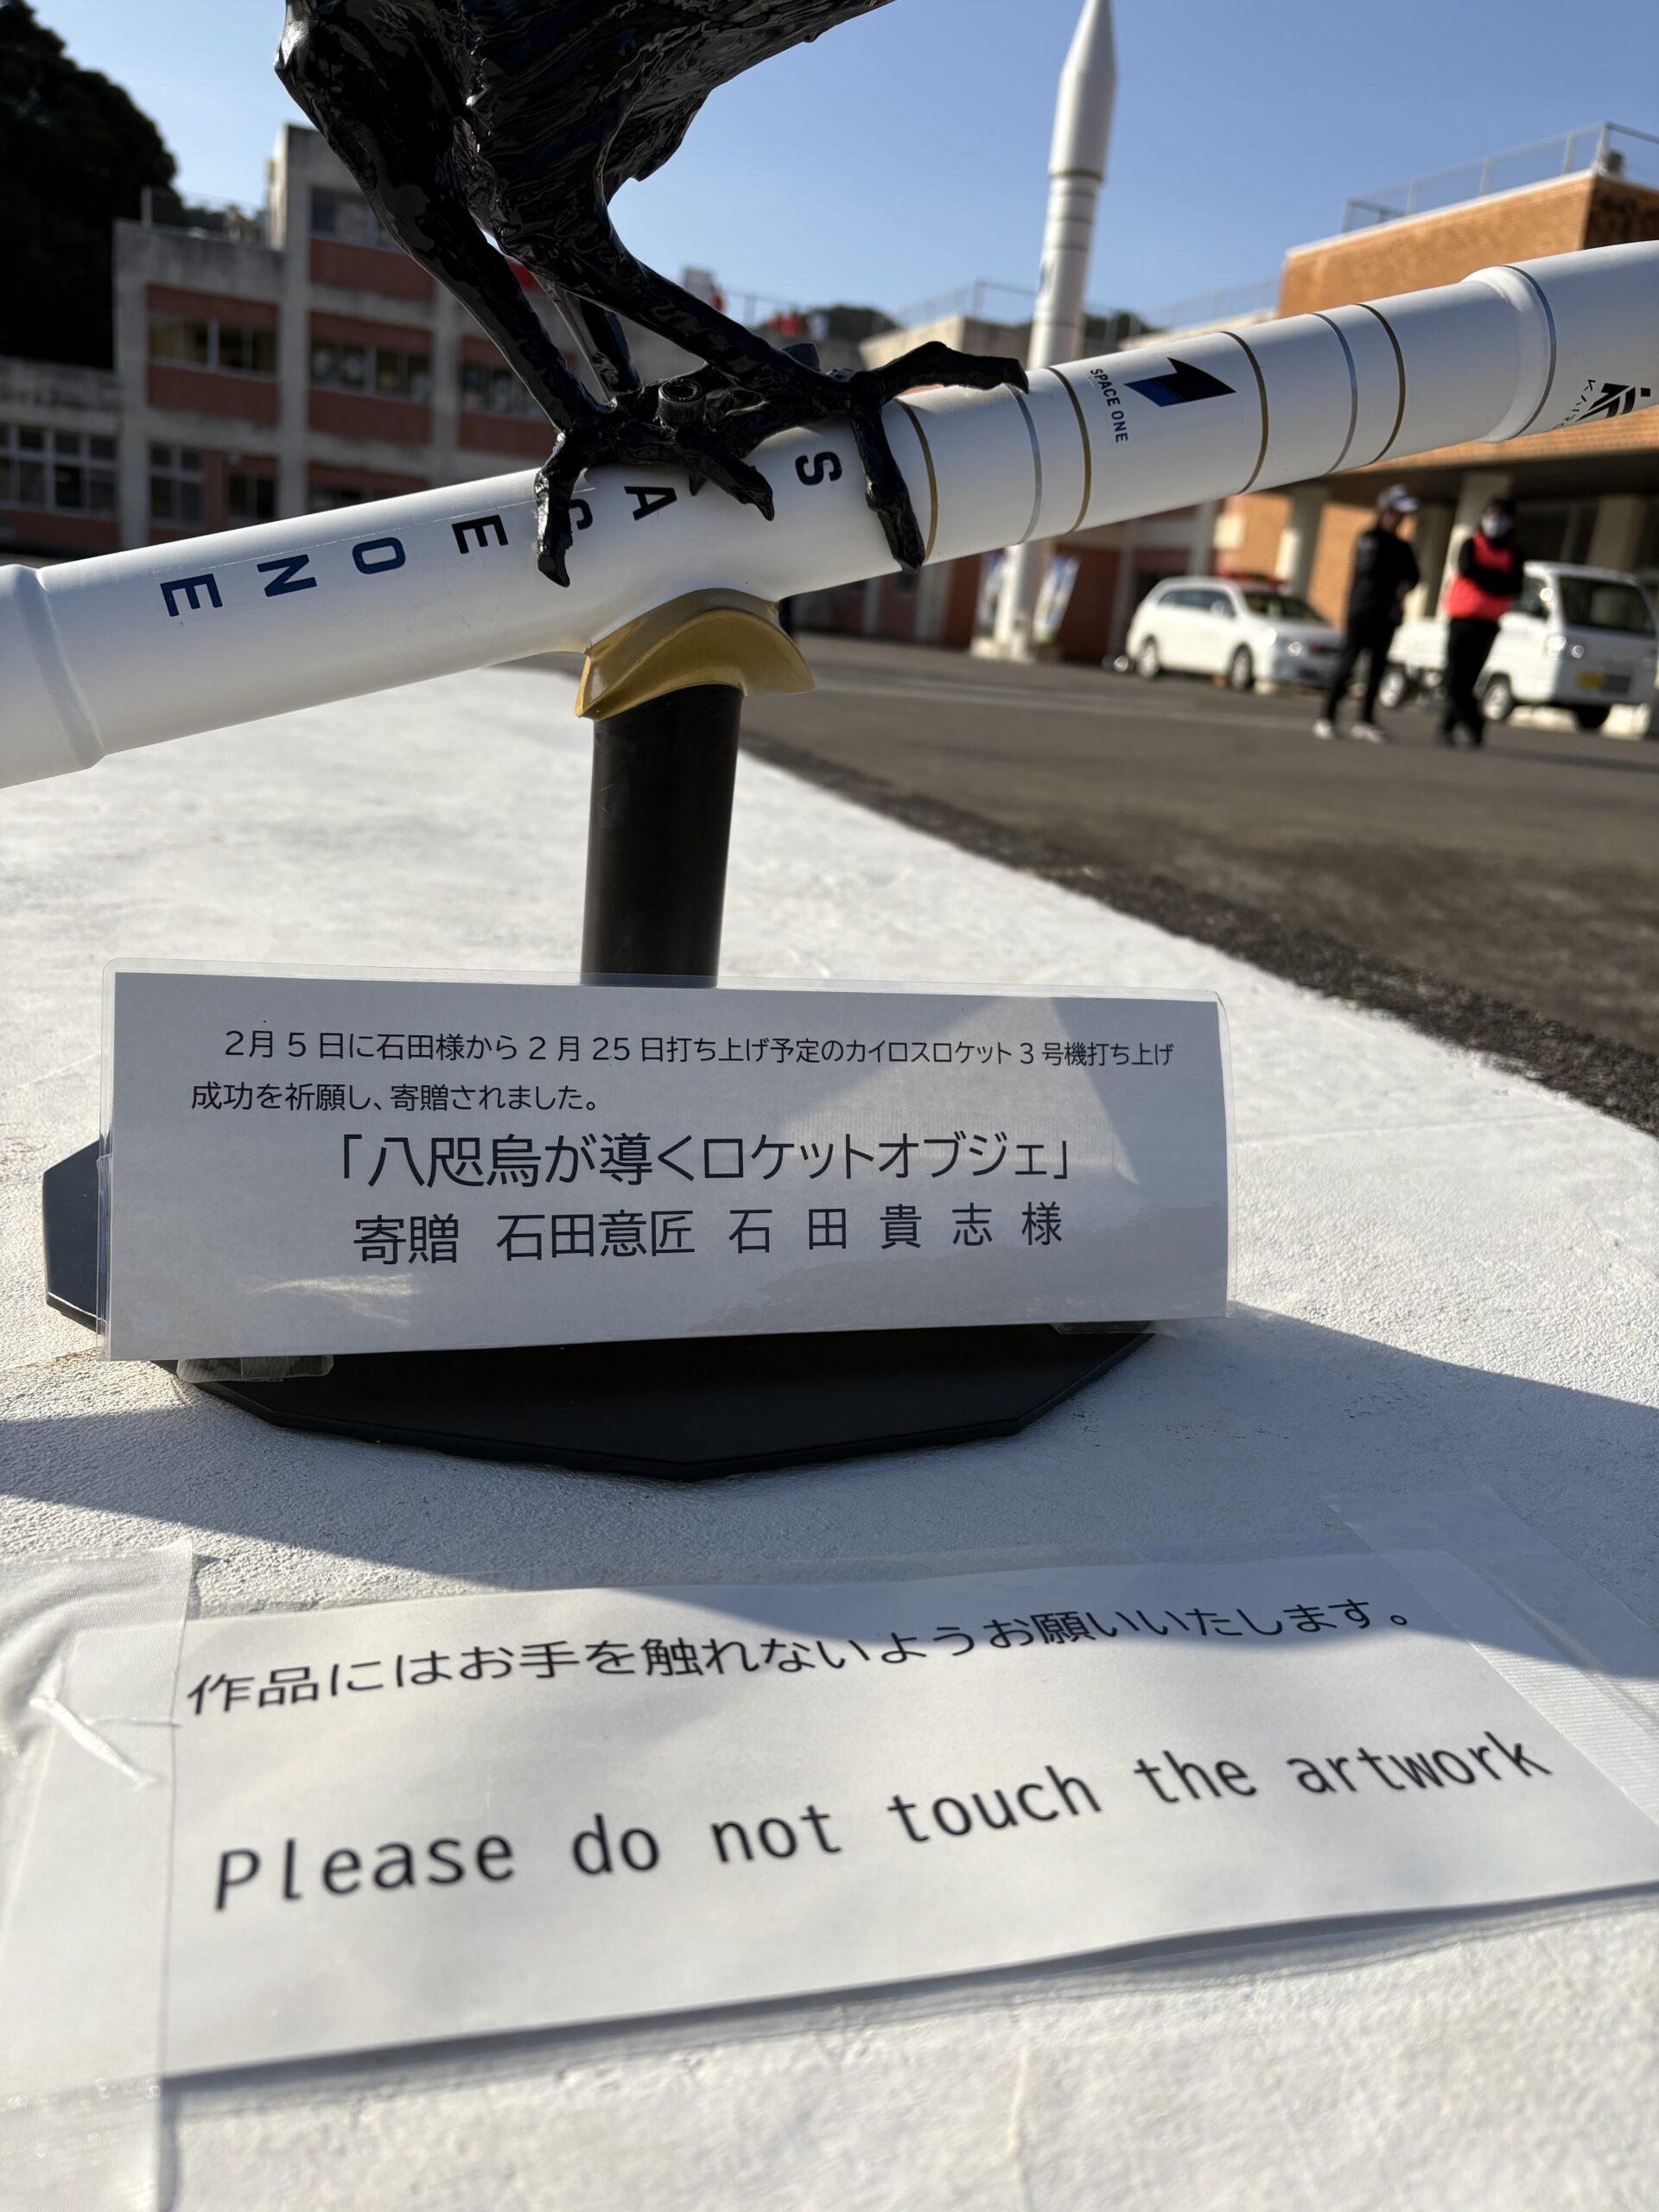 SPACE ONE
S
A
C
E
O
N
E
2月5日に石田様から2月25日打ち上げ予定のカイロスロケット3号機打ち上げ
成功を祈願し、寄贈されました。
「八咫烏が導くロケットオブジェ」
寄贈 石田意匠 石田貴志様
作品にはお手を触れないようお願いいたします。
Please do not touch the artwork